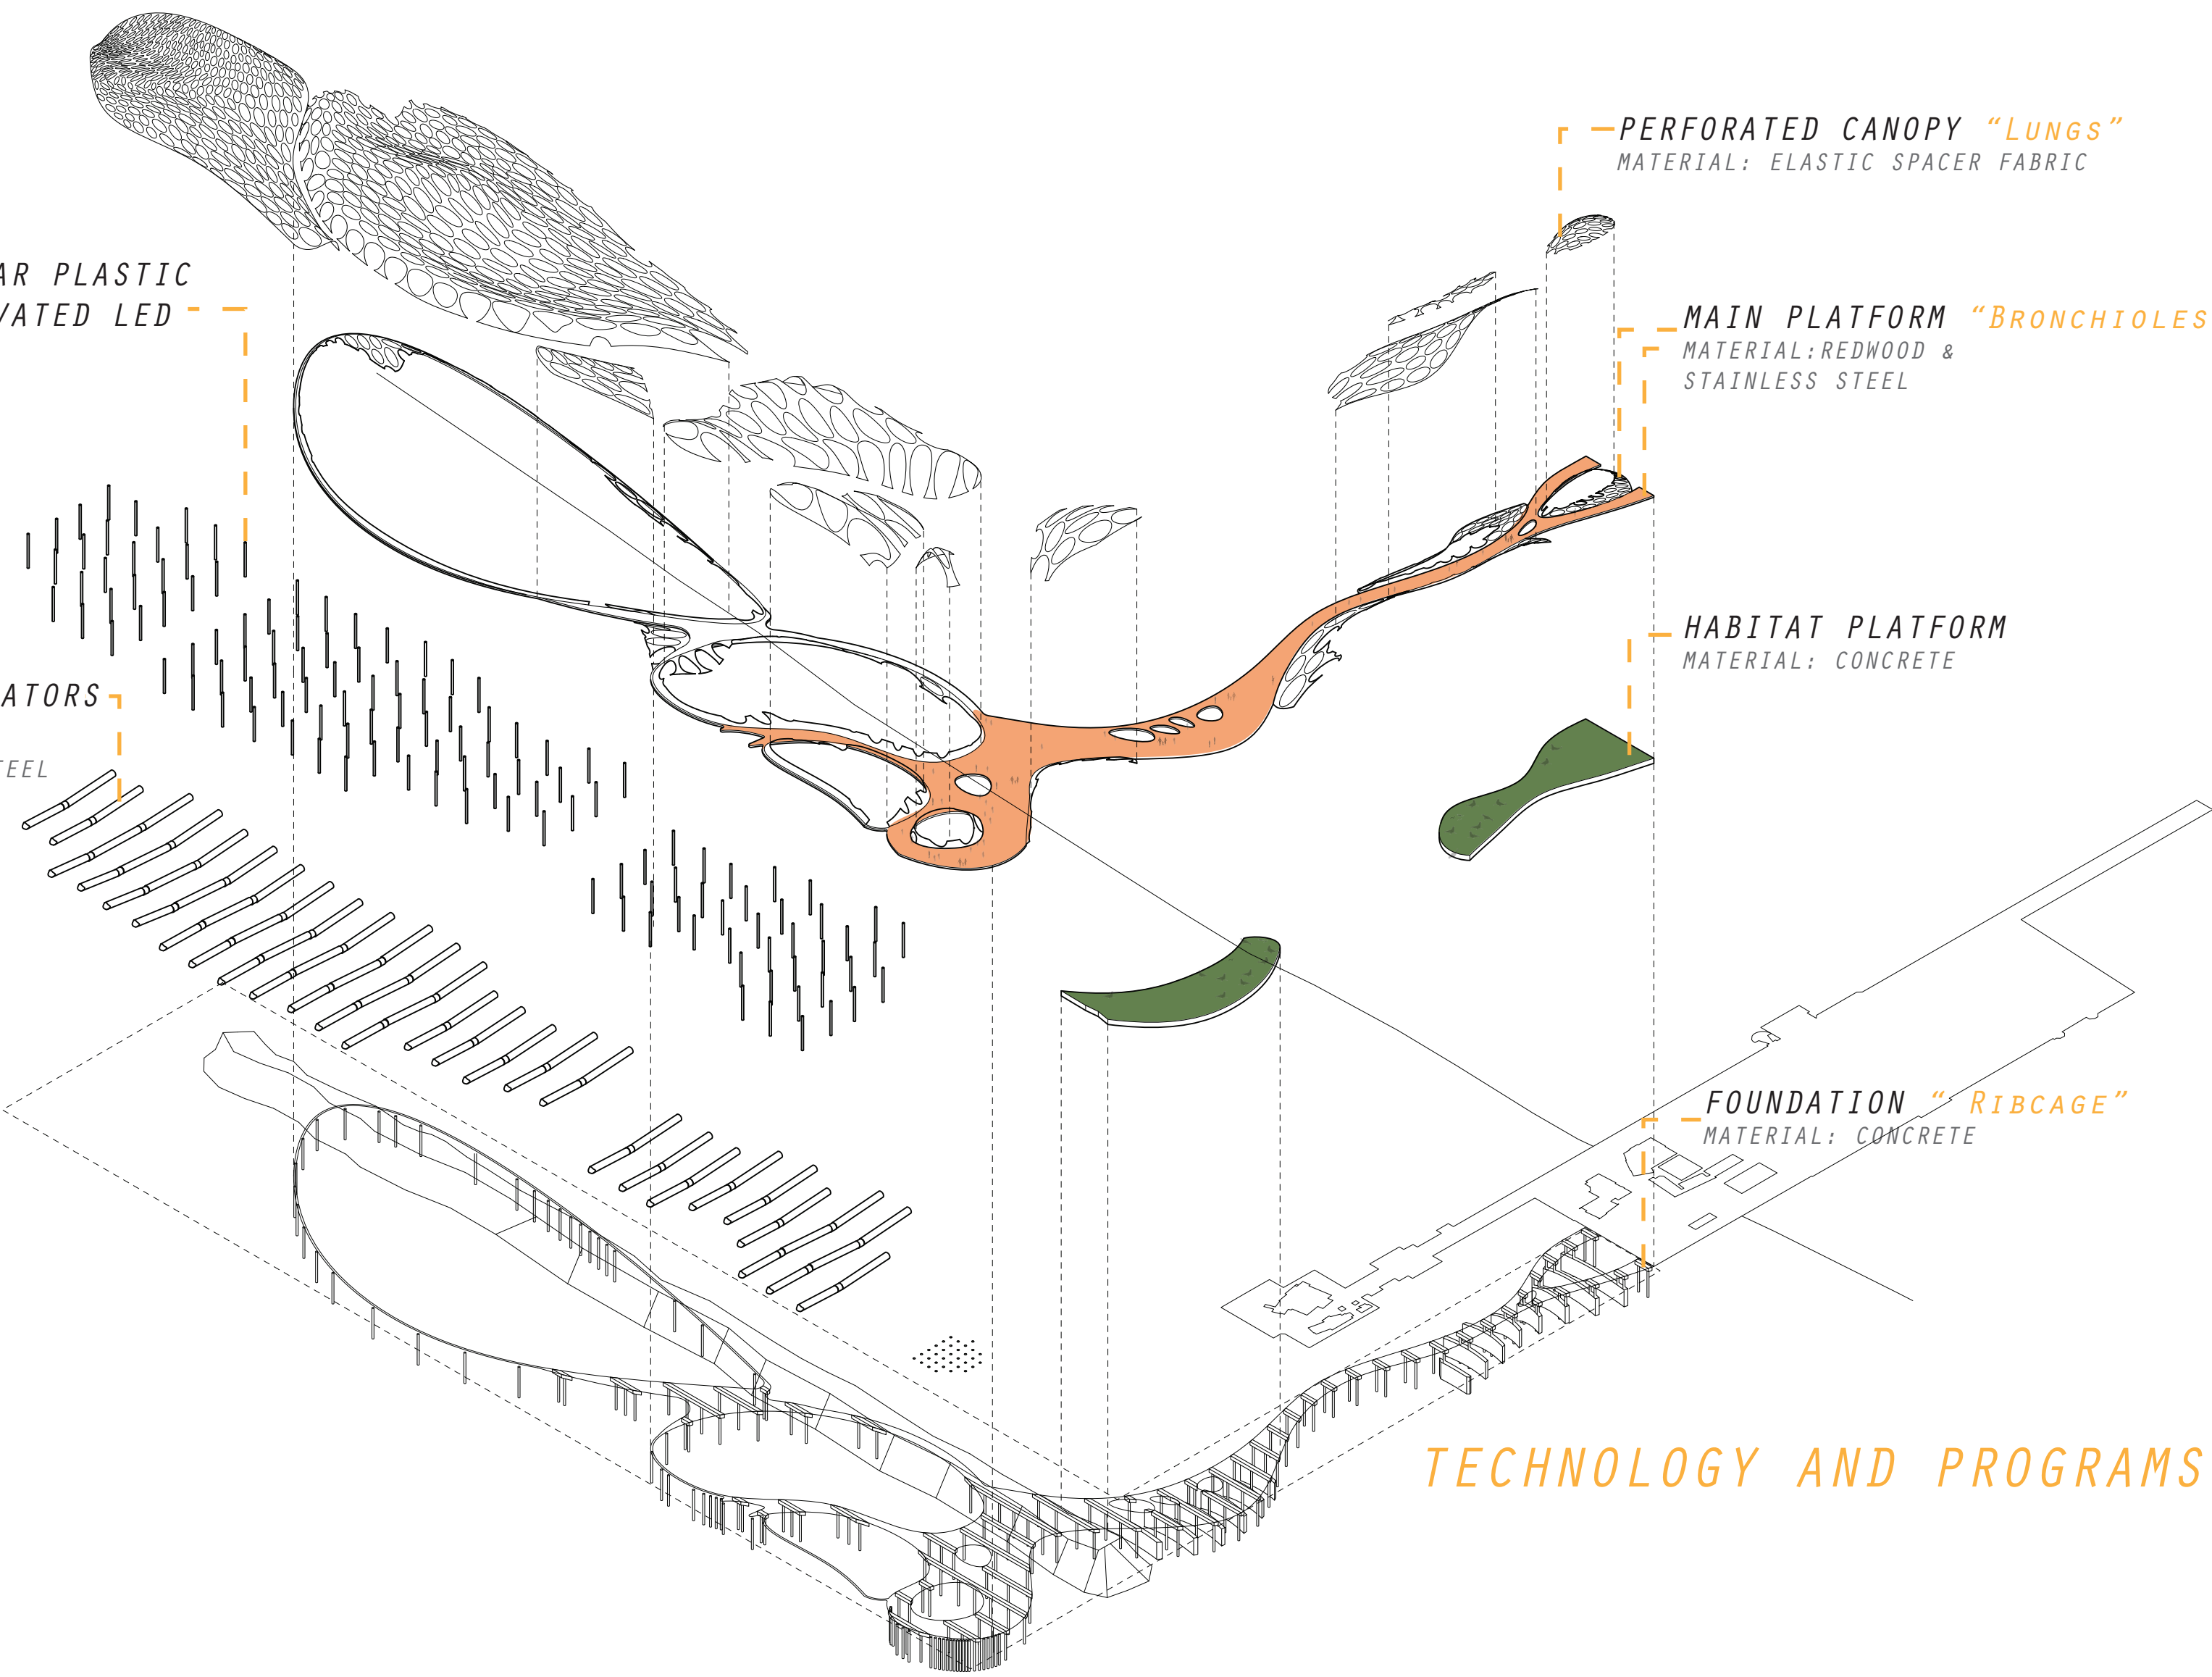 PERFORATED CANOPY “LUNGS”
MATERIAL: ELASTIC SPACER FABRIC
AR PLASTIC
VATED LED
MAIN PLATFORM “BRONCHIOLES
MATERIAL:REDWOOD &
STAINLESS STEEL
HABITAT PLATFORM
MATERIAL: CONCRETE
ATORS
TEEL
FOUNDATION “ RIBCAGE”
MATERIAL: CONCRETE
TECHNOLOGY AND PROGRAMS